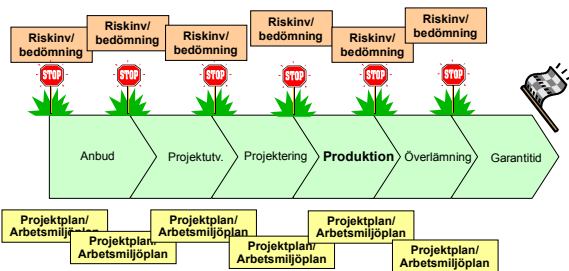 Riskinv/
bedömning
Riskinv/
bedömning
Riskinv/
bedömning
Riskinv/
bedömning
Riskinv/
bedömning
Riskinv/
bedömning
STOP
STOP
STOP
STOP
STOP
STOP
Anbud
Projektutv.
Projektering
Produktion
Överlämning
Garantitid
Projektplan/
Arbetsmiljöplan
Projektplan/
Arbetsmiljöplan
Projektplan/
Arbetsmiljöplan
Projektplan/
Arbetsmiljöplan
Projektplan/
Arbetsmiljöplan
Projektplan/
Arbetsmiljöplan